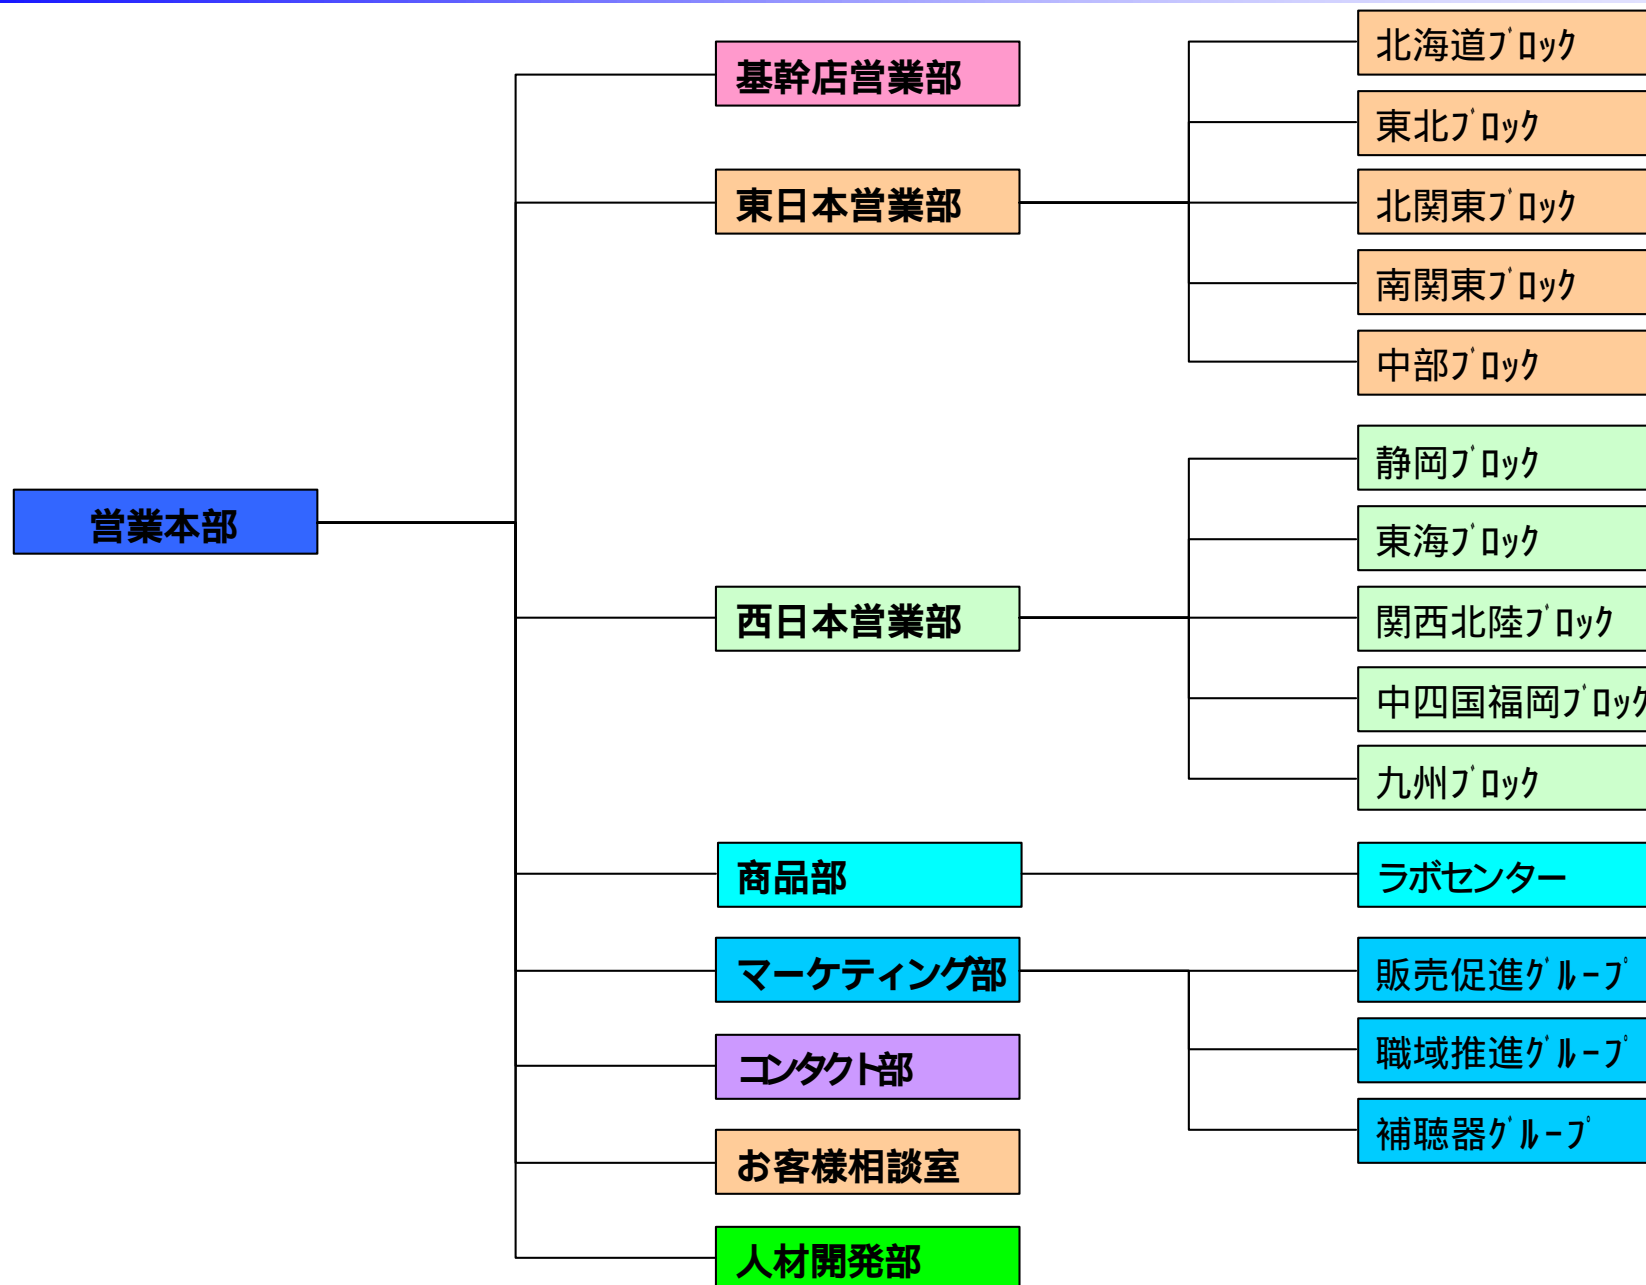 営業本部
基幹店営業部
東日本営業部
北海道ﾌﾞﾛｯｸ
東北ﾌﾞﾛｯｸ
北関東ﾌﾞﾛｯｸ
南関東ﾌﾞﾛｯｸ
中部ﾌﾞﾛｯｸ
西日本営業部
静岡ﾌﾞﾛｯｸ
東海ﾌﾞﾛｯｸ
関西北陸ﾌﾞﾛｯｸ
中四国福岡ﾌﾞﾛｯｸ
九州ﾌﾞﾛｯｸ
商品部
ラボセンター
マーケティング部
販売促進ｸﾞﾙｰﾌﾟ
職域推進ｸﾞﾙｰﾌﾟ
補聴器ｸﾞﾙｰﾌﾟ
コンタクト部
お客様相談室
人材開発部